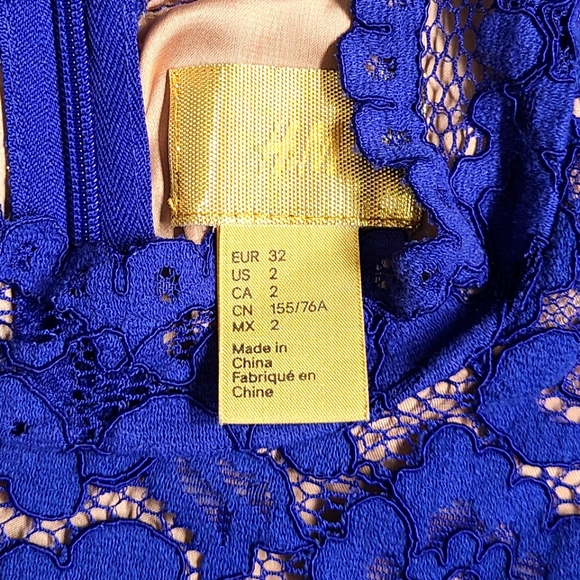 H&M
EUR 32
US 2
CA 2
CN 155/76A
MX 2
Made in
China
Fabriqué en
Chine